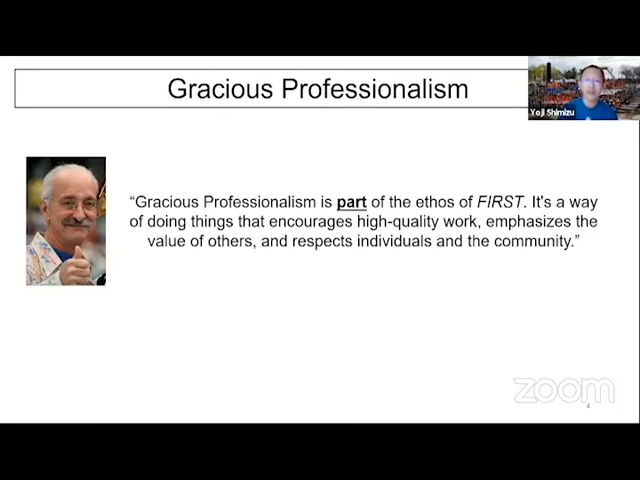 Gracious Professionalism
Yoji Shimizu
“Gracious Professionalism is part of the ethos of FIRST. It's a way
of doing things that encourages high-quality work, emphasizes the
value of others, and respects individuals and the community.”
zoom
4